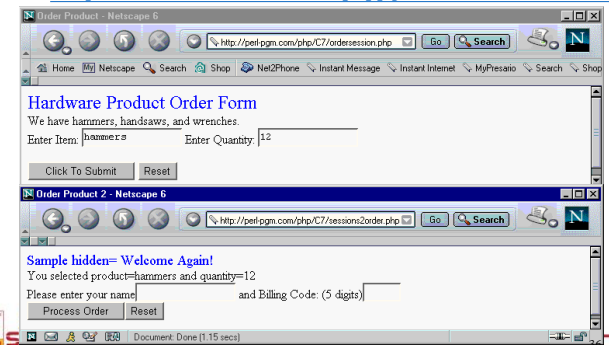 Order Product - Netscape 6
http://perl-pgm.com/php/C7/ordersession.php Go Search N
Home My Netscape Search Shop Net2Phone Instant Message Instant Internet MyPresario Search Shop
Hardware Product Order Form
We have hammers, handsaws, and wrenches.
Enter Item: hammers Enter Quantity: 12
Click To Submit Reset
Order Product 2 - Netscape 6
http://perl-pgm.com/php/C7/sessions2order.php Go Search N
Sample hidden= Welcome Again!
You selected product=hammers and quantity=12
Please enter your name and Billing Code: (5 digits)
Process Order Reset
Document: Done (1.15 secs)